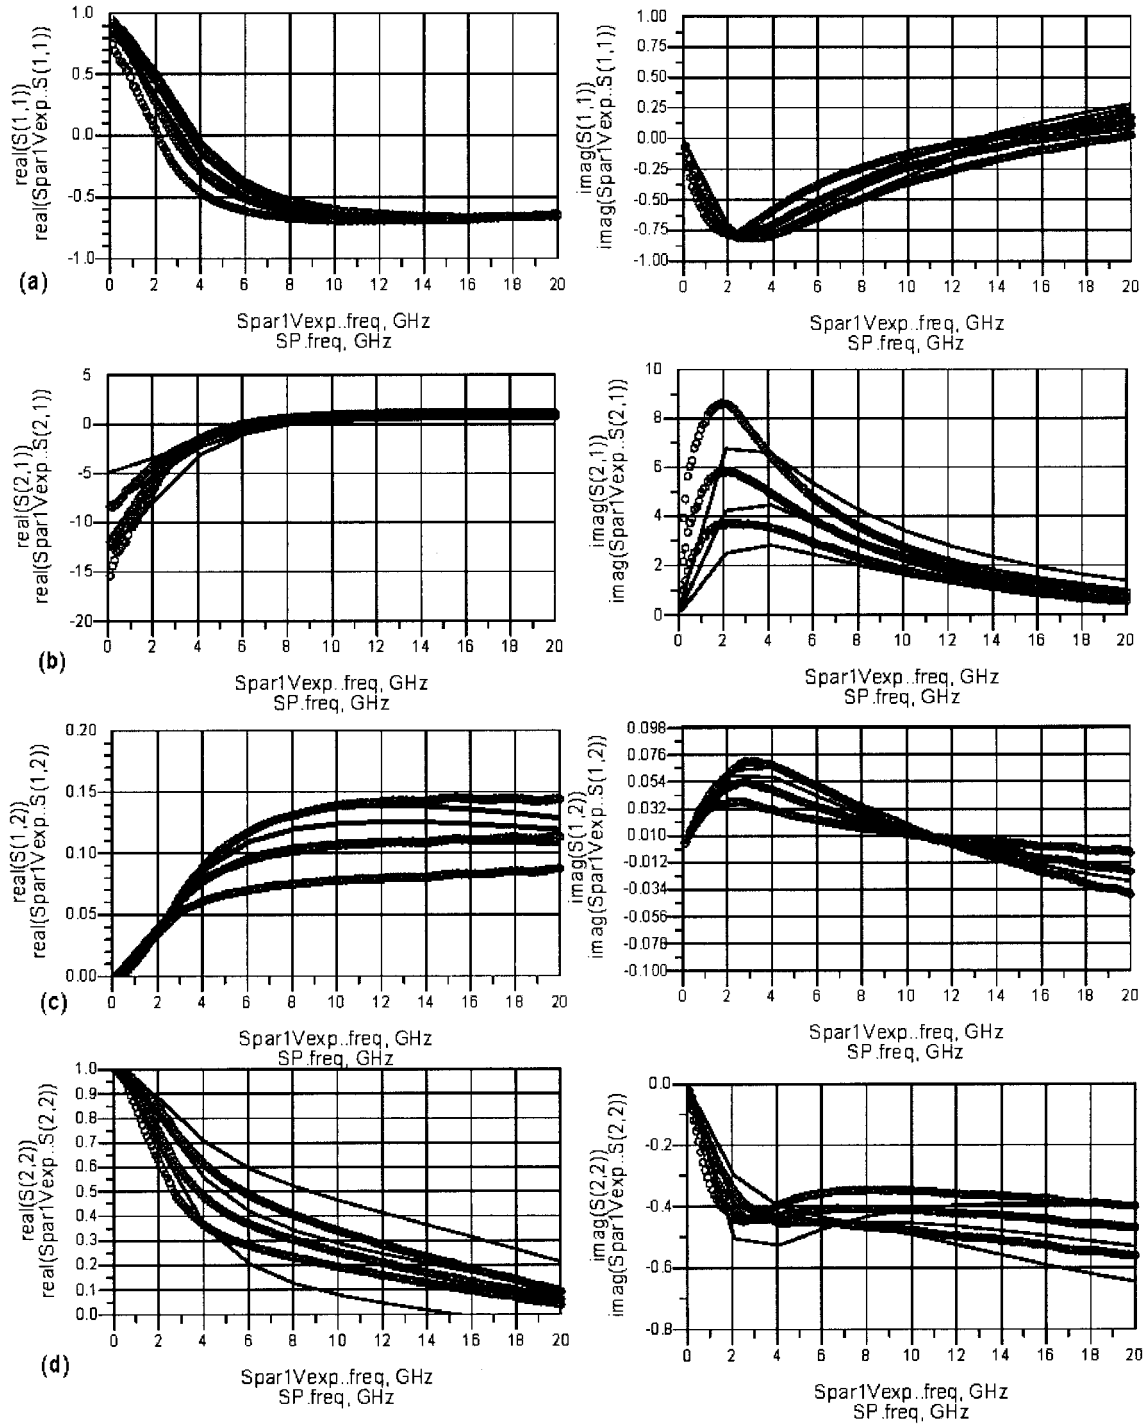 real(S(1,1))
real(Spar1Vexp..S(1,1))
1.0
0.5
0.0
-0.5
-1.0
0 2 4 6 8 10 12 14 16 18 20
Spar1Vexp..freq, GHz
SP.freq, GHz
(a)
imag(S(1,1))
imag(Spar1Vexp..S(1,1))
1.00
0.75
0.50
0.25
0.00
-0.25
-0.50
-0.75
-1.00
0 2 4 6 8 10 12 14 16 18 20
Spar1Vexp..freq, GHz
SP.freq, GHz
real(S(2,1))
real(Spar1Vexp..S(2,1))
5
0
-5
-10
-15
-20
0 2 4 6 8 10 12 14 16 18 20
Spar1Vexp..freq, GHz
SP.freq, GHz
(b)
imag(S(2,1))
imag(Spar1Vexp..S(2,1))
10
8
6
4
2
0
0 2 4 6 8 10 12 14 16 18 20
Spar1Vexp..freq, GHz
SP.freq, GHz
real(S(1,2))
real(Spar1Vexp..S(1,2))
0.20
0.15
0.10
0.05
0.00
0 2 4 6 8 10 12 14 16 18 20
Spar1Vexp..freq, GHz
SP.freq, GHz
(c)
imag(S(1,2))
imag(Spar1Vexp..S(1,2))
0.098
0.076
0.054
0.032
0.010
-0.012
-0.034
-0.056
-0.078
-0.100
0 2 4 6 8 10 12 14 16 18 20
Spar1Vexp..freq, GHz
SP.freq, GHz
real(S(2,2))
real(Spar1Vexp..S(2,2))
1.0
0.9
0.8
0.7
0.6
0.5
0.4
0.3
0.2
0.1
0.0
0 2 4 6 8 10 12 14 16 18 20
Spar1Vexp..freq, GHz
SP.freq, GHz
(d)
imag(S(2,2))
imag(Spar1Vexp..S(2,2))
0.0
-0.2
-0.4
-0.6
-0.8
0 2 4 6 8 10 12 14 16 18 20
Spar1Vexp..freq, GHz
SP.freq, GHz